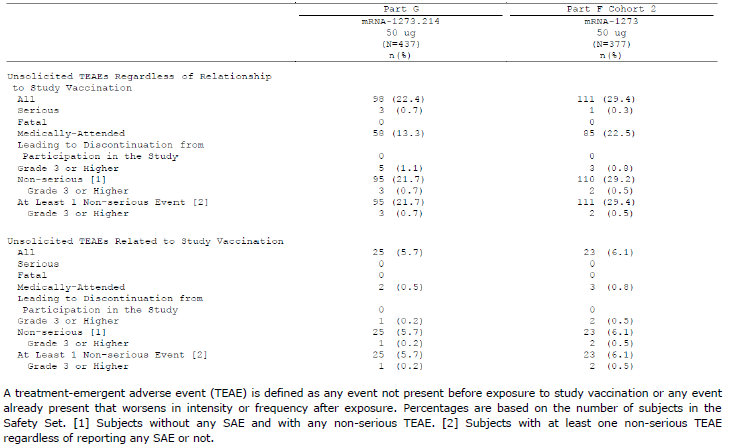 Part G Part F Cohort 2
mRNA-1273.214 mRNA-1273
50 ug 50 ug
(N=437) (N=377)
n(%) n(%)
Unsolicited TEAEs Regardless of Relationship
to Study Vaccination
All 98 (22.4) 111 (29.4)
Serious 3 (0.7) 1 (0.3)
Fatal 0 0
Medically-Attended 58 (13.3) 85 (22.5)
Leading to Discontinuation from
Participation in the Study 0 0
Grade 3 or Higher 5 (1.1) 3 (0.8)
Non-serious [1] 95 (21.7) 110 (29.2)
Grade 3 or Higher 3 (0.7) 2 (0.5)
At Least 1 Non-serious Event [2] 95 (21.7) 111 (29.4)
Grade 3 or Higher 3 (0.7) 2 (0.5)
Unsolicited TEAEs Related to Study Vaccination
All 25 (5.7) 23 (6.1)
Serious 0 0
Fatal 0 0
Medically-Attended 2 (0.5) 3 (0.8)
Leading to Discontinuation from
Participation in the Study 0 0
Grade 3 or Higher 1 (0.2) 2 (0.5)
Non-serious [1] 25 (5.7) 23 (6.1)
Grade 3 or Higher 1 (0.2) 2 (0.5)
At Least 1 Non-serious Event [2] 25 (5.7) 23 (6.1)
Grade 3 or Higher 1 (0.2) 2 (0.5)
A treatment-emergent adverse event (TEAE) is defined as any event not present before exposure to study vaccination or any event
already present that worsens in intensity or frequency after exposure. Percentages are based on the number of subjects in the
Safety Set. [1] Subjects without any SAE and with any non-serious TEAE. [2] Subjects with at least one non-serious TEAE
regardless of reporting any SAE or not.